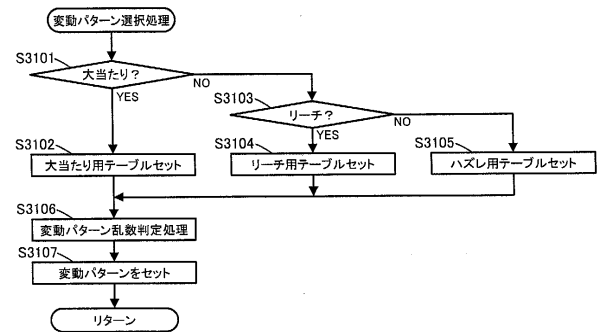 変動パターン選択処理
S3101
大当たり？
NO
YES
S3103
リーチ？
NO
YES
S3102
大当たり用テーブルセット
S3104
リーチ用テーブルセット
S3105
ハズレ用テーブルセット
S3106
変動パターン乱数判定処理
S3107
変動パターンをセット
リターン